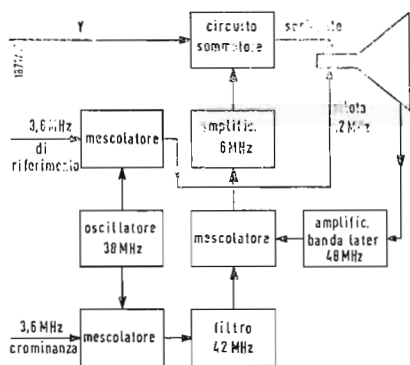 Y
circuito
sommatore
3,6 MHz
di
riferimento
mescolatore
amplific.
6 MHz
oscillatore
38 MHz
mescolatore
amplific.
banda later
48 MHz
3,6 MHz
crominanza
mescolatore
filtro
42 MHz